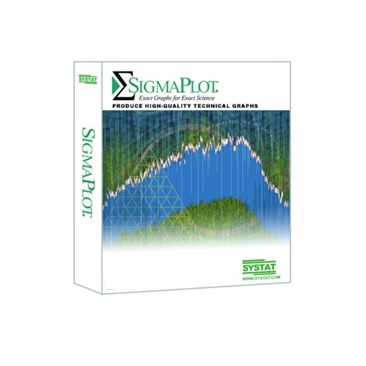 SYSTAT
SIGMAPLOT.
ΣSIGMAPLOT.
Exact Graphs for Exact Science
PRODUCE HIGH-QUALITY TECHNICAL GRAPHS
SYSTAT
WWW.SYSTAT.COM